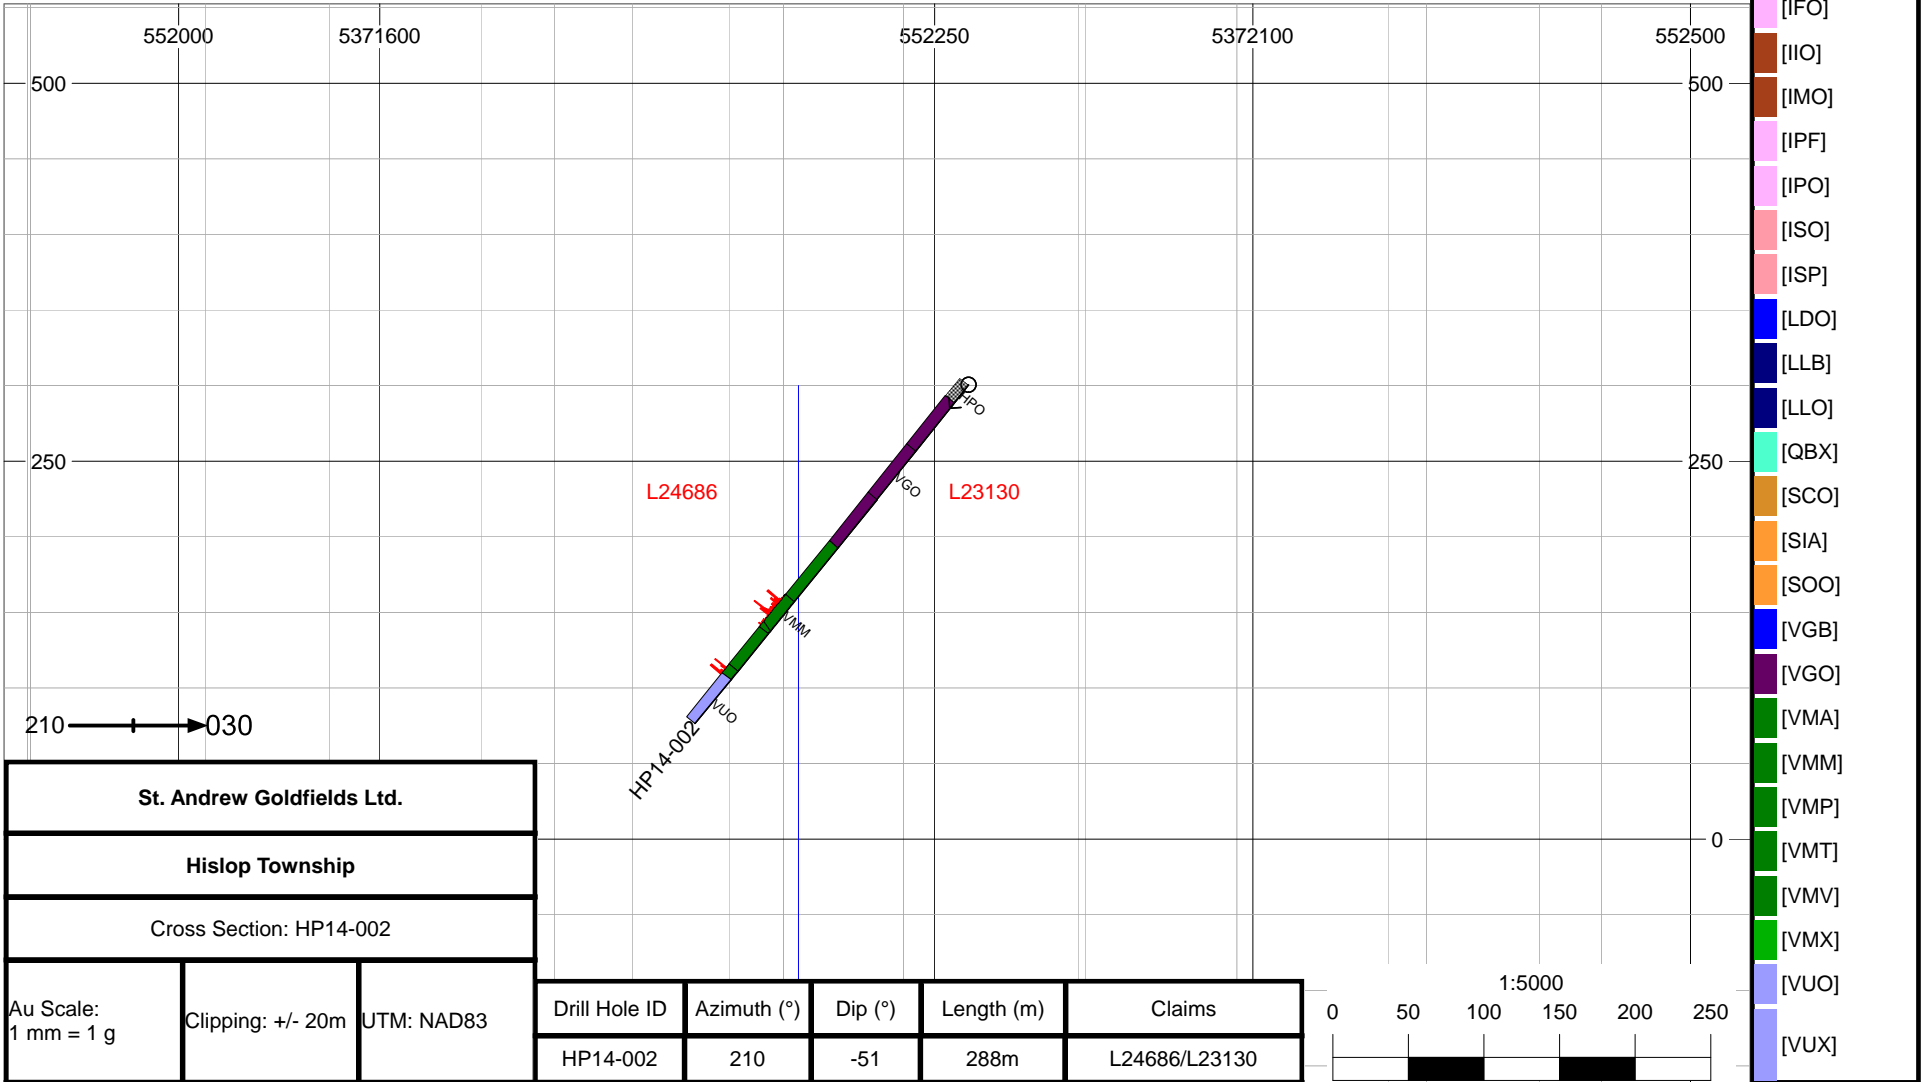 552000 5371600 552250 5372100 552500
500 500
250 250
HPO
VGO
L24686 L23130
VMM
VUO
HP14-002
210 030
0
St. Andrew Goldfields Ltd.
Hislop Township
Cross Section: HP14-002
Au Scale:
1 mm = 1 g
Clipping: +/- 20m
UTM: NAD83
Drill Hole ID Azimuth (°) Dip (°) Length (m) Claims
HP14-002 210 -51 288m L24686/L23130
1:5000
0 50 100 150 200 250
[IFO]
[IIO]
[IMO]
[IPF]
[IPO]
[ISO]
[ISP]
[LDO]
[LLB]
[LLO]
[QBX]
[SCO]
[SIA]
[SOO]
[VGB]
[VGO]
[VMA]
[VMM]
[VMP]
[VMT]
[VMV]
[VMX]
[VUO]
[VUX]